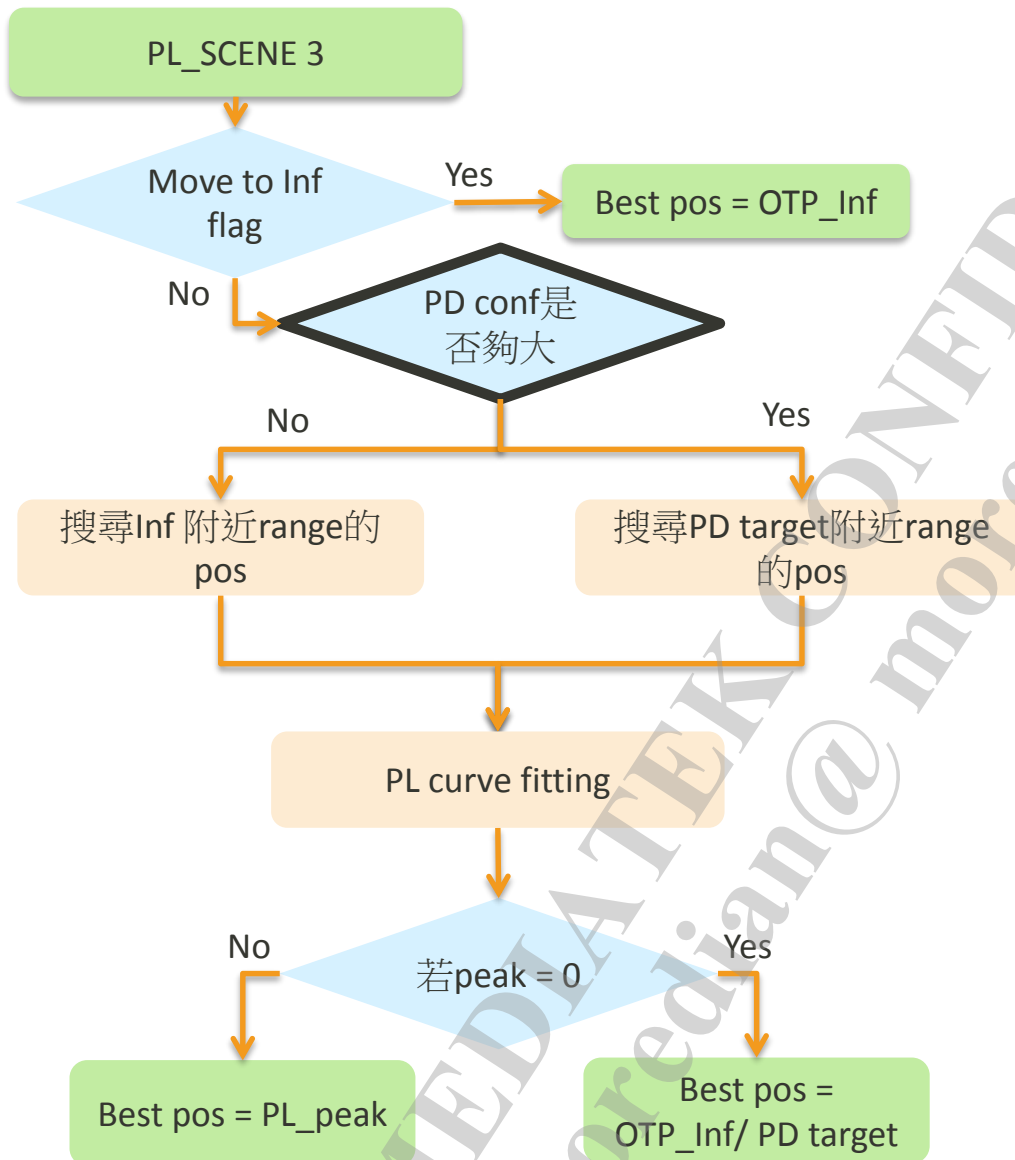 PL_SCENE 3
Move to Inf
flag
Yes
Best pos = OTP_Inf
No
PD conf是
否夠大
No
Yes
搜尋Inf 附近range的
pos
搜尋PD target附近range
的pos
PL curve fitting
No
若peak = 0
Yes
Best pos = PL_peak
Best pos =
OTP_Inf/ PD target
MEDIATEK CONFID
oredian@ more